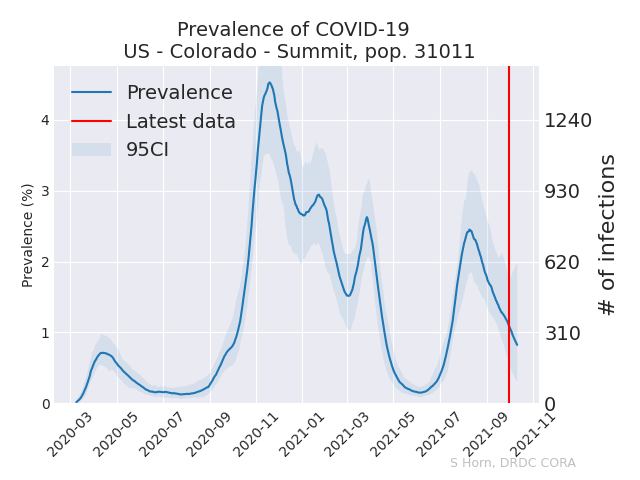 Prevalence of COVID-19
US - Colorado - Summit, pop. 31011
Prevalence
Latest data
95CI
Prevalence (%)
4
3
2
1
0
1240
930
620
310
0
# of infections
2020-03
2020-05
2020-07
2020-09
2020-11
2021-01
2021-03
2021-05
2021-07
2021-09
2021-11
S Horn, DRDC CORA